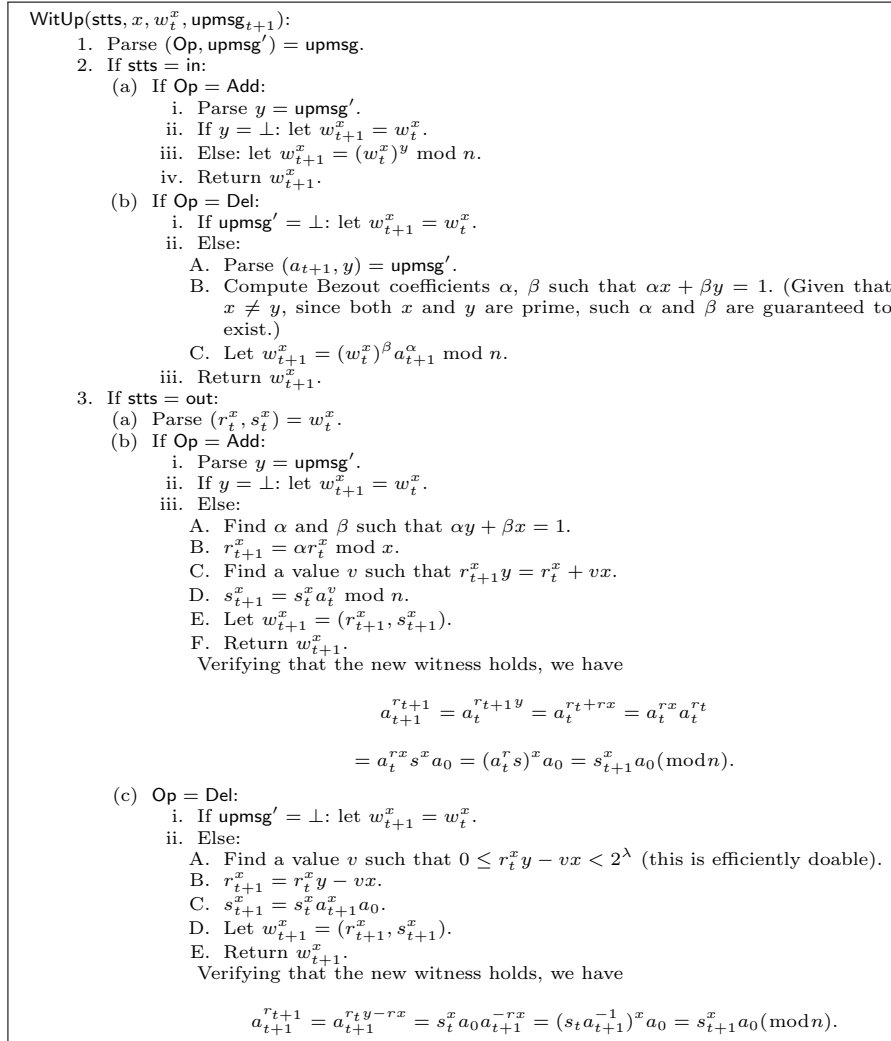 WitUp(stts, x, w_t^x, upmsg_{t+1}):
1. Parse (Op, upmsg′) = upmsg.
2. If stts = in:
(a) If Op = Add:
i. Parse y = upmsg′.
ii. If y = ⊥: let w_{t+1}^x = w_t^x.
iii. Else: let w_{t+1}^x = (w_t^x)^y mod n.
iv. Return w_{t+1}^x.
(b) If Op = Del:
i. If upmsg′ = ⊥: let w_{t+1}^x = w_t^x.
ii. Else:
A. Parse (a_{t+1}, y) = upmsg′.
B. Compute Bezout coefficients α, β such that αx + βy = 1. (Given that
x ≠ y, since both x and y are prime, such α and β are guaranteed to
exist.)
C. Let w_{t+1}^x = (w_t^x)^β a_{t+1}^α mod n.
iii. Return w_{t+1}^x.
3. If stts = out:
(a) Parse (r_t^x, s_t^x) = w_t^x.
(b) If Op = Add:
i. Parse y = upmsg′.
ii. If y = ⊥: let w_{t+1}^x = w_t^x.
iii. Else:
A. Find α and β such that αy + βx = 1.
B. r_{t+1}^x = αr_t^x mod x.
C. Find a value v such that r_{t+1}^x y = r_t^x + vx.
D. s_{t+1}^x = s_t^x a_t^v mod n.
E. Let w_{t+1}^x = (r_{t+1}^x, s_{t+1}^x).
F. Return w_{t+1}^x.
Verifying that the new witness holds, we have
a_{t+1}^{r_{t+1}} = a_t^{r_{t+1}y} = a_t^{r_t+rx} = a_t^{rx} a_t^{r_t}
= a_t^{rx} s^x a_0 = (a_t^r s)^x a_0 = s_{t+1}^x a_0(mod n).
(c) Op = Del:
i. If upmsg′ = ⊥: let w_{t+1}^x = w_t^x.
ii. Else:
A. Find a value v such that 0 ≤ r_t^x y − vx < 2^λ (this is efficiently doable).
B. r_{t+1}^x = r_t^x y − vx.
C. s_{t+1}^x = s_t^x a_{t+1}^x a_0.
D. Let w_{t+1}^x = (r_{t+1}^x, s_{t+1}^x).
E. Return w_{t+1}^x.
Verifying that the new witness holds, we have
a_{t+1}^{r_{t+1}} = a_{t+1}^{r_t y−rx} = s_t^x a_0 a_{t+1}^{−rx} = (s_t a_{t+1}^{−1})^x a_0 = s_{t+1}^x a_0(mod n).